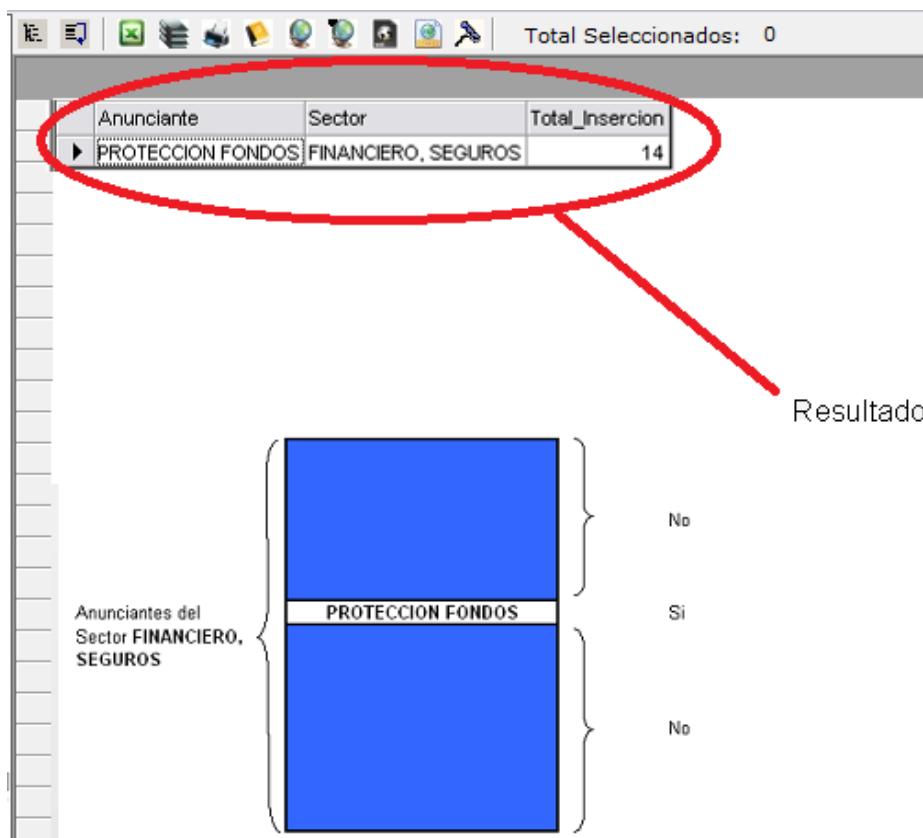 Total Seleccionados: 0
Anunciante Sector Total_Insercion
PROTECCION FONDOS FINANCIERO, SEGUROS 14
Resultado
No
Anunciantes del
Sector FINANCIERO,
SEGUROS
PROTECCION FONDOS
Si
No